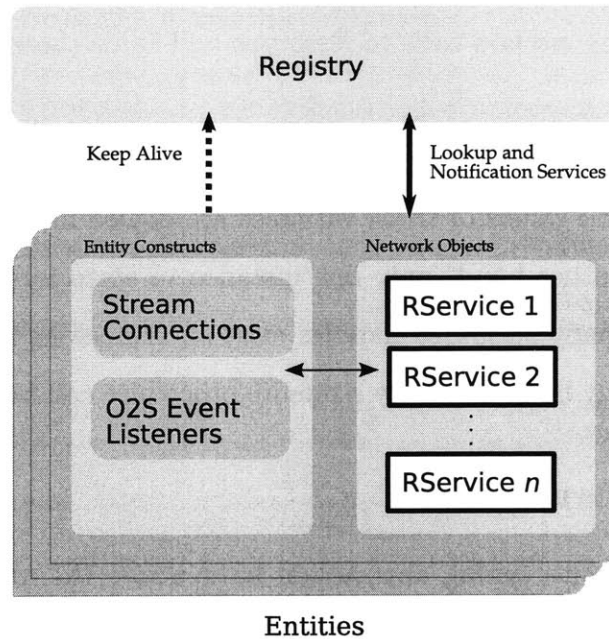 Registry
Keep Alive
Lookup and
Notification Services
Entity Constructs
Network Objects
Stream
Connections
O2S Event
Listeners
RService 1
RService 2
RService n
Entities